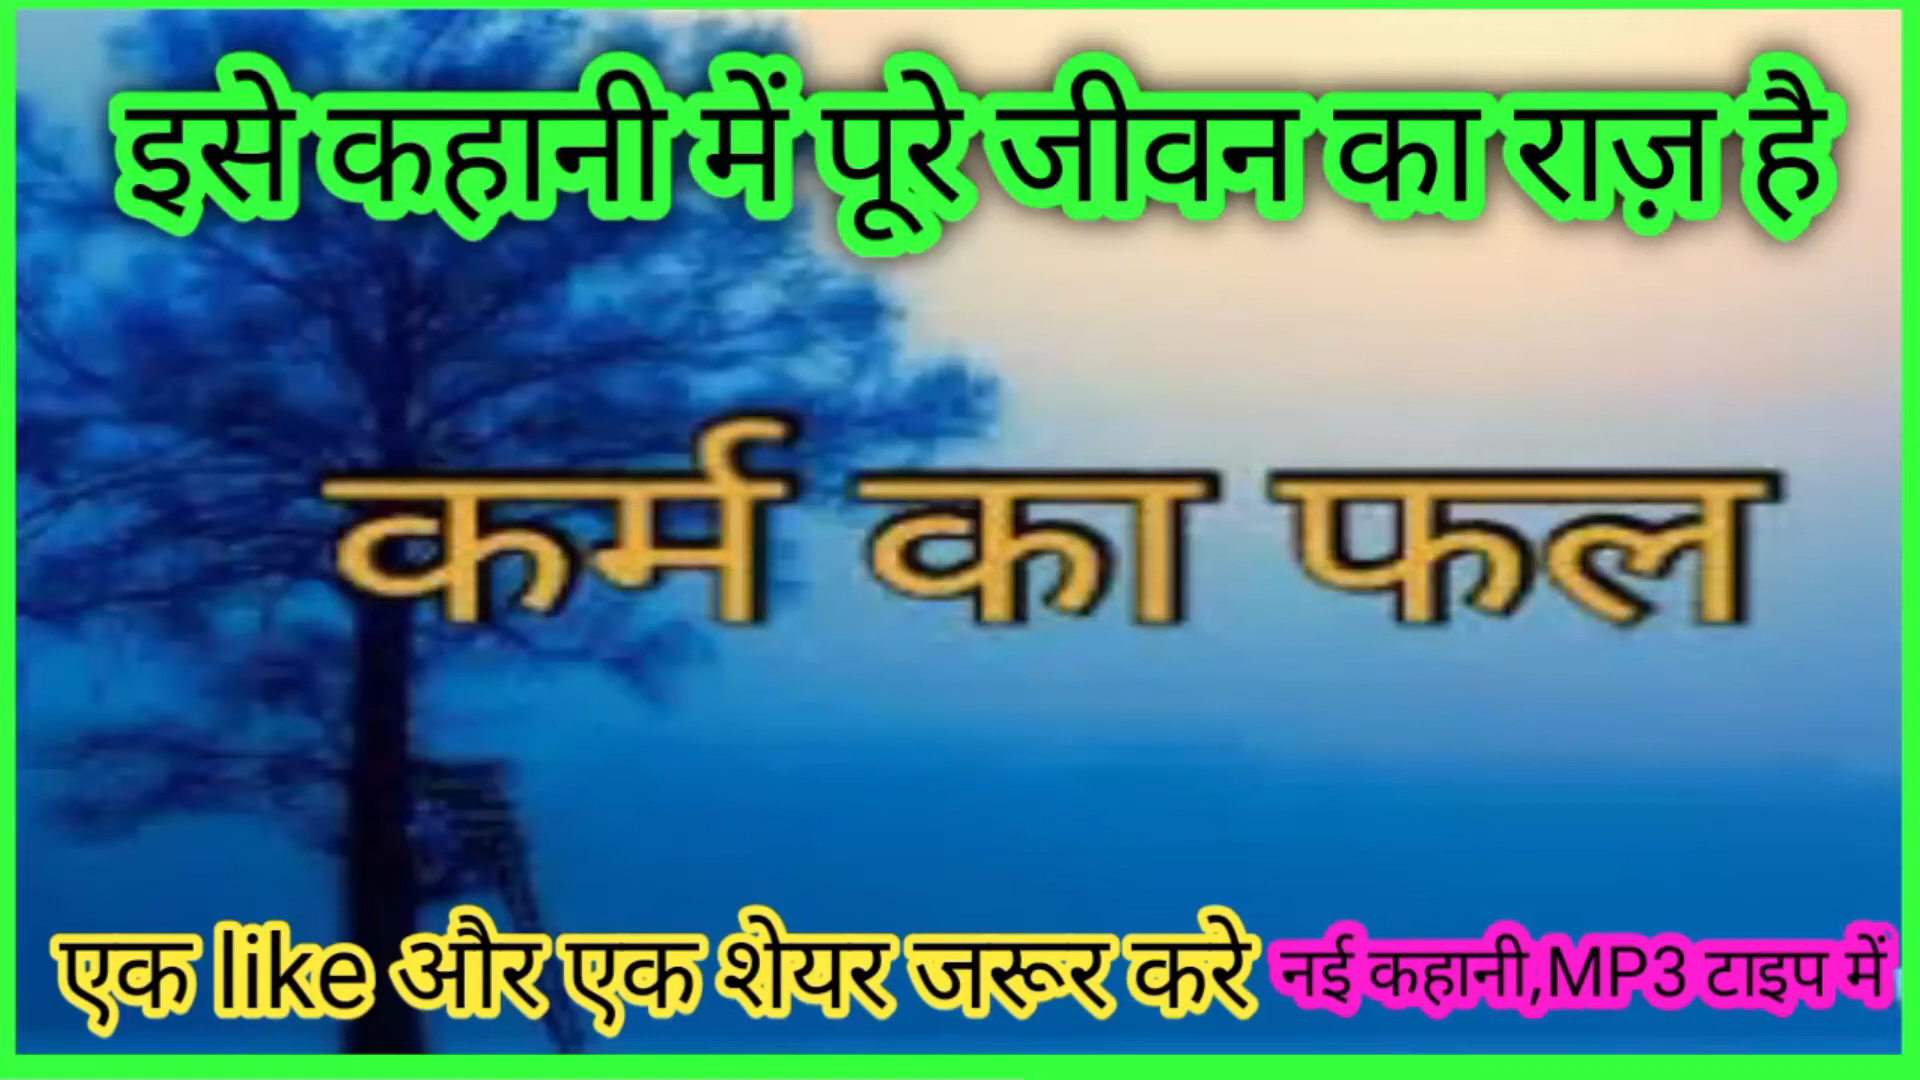 इसे कहानी में पूरे जीवन का राज़ है
कर्म का फल
एक like और एक शेयर जरूर करे नई कहानी,MP3 टाइप में